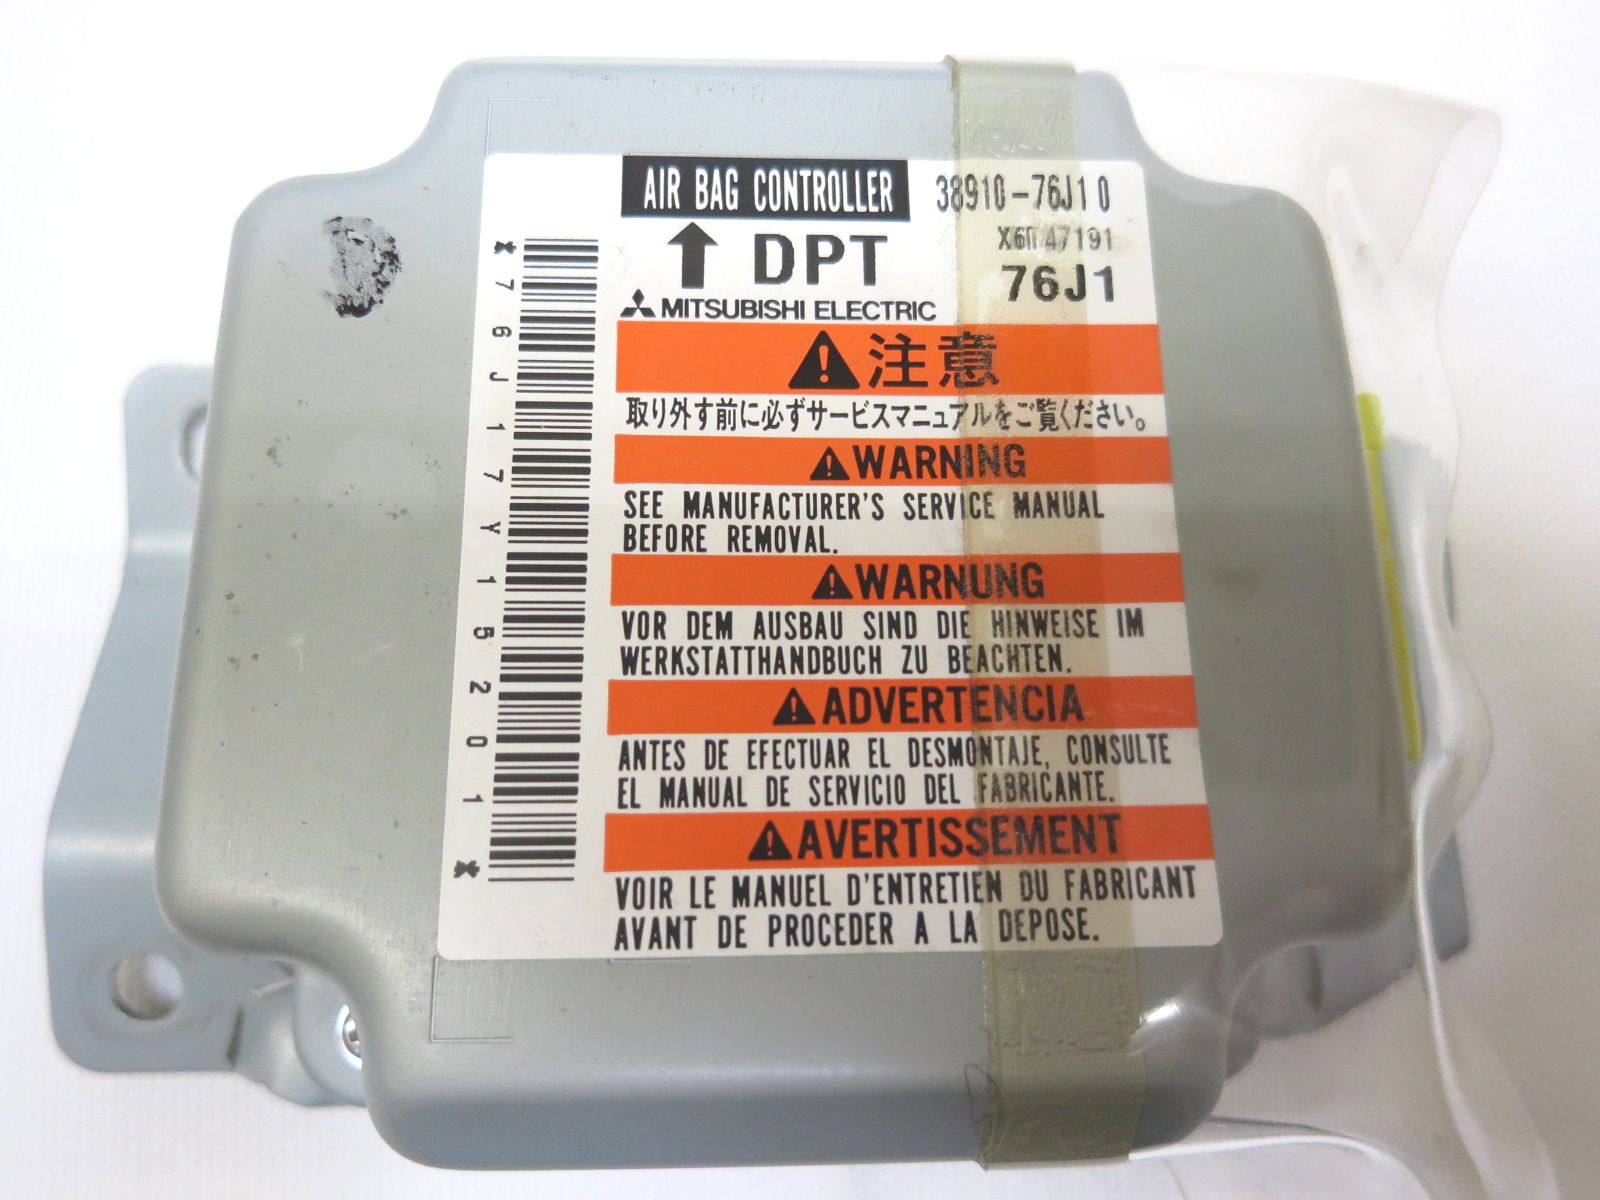 AIR BAG CONTROLLER 38910-76J10
↑ DPT
X6T47191
76J1
MITSUBISHI ELECTRIC
*76J17Y15201*
注意
取り外す前に必ずサービスマニュアルをご覧ください。
WARNING
SEE MANUFACTURER'S SERVICE MANUAL
BEFORE REMOVAL.
WARNUNG
VOR DEM AUSBAU SIND DIE HINWEISE IM
WERKSTATTHANDBUCH ZU BEACHTEN.
ADVERTENCIA
ANTES DE EFECTUAR EL DESMONTAJE, CONSULTE
EL MANUAL DE SERVICIO DEL FABRICANTE.
AVERTISSEMENT
VOIR LE MANUEL D'ENTRETIEN DU FABRICANT
AVANT DE PROCEDER A LA DEPOSE.
D